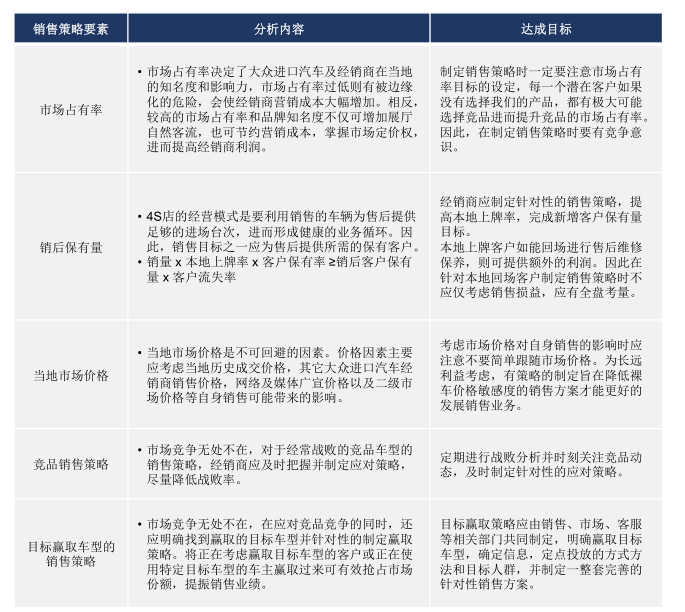 销售策略要素
分析内容
达成目标
市场占有率
• 市场占有率决定了大众进口汽车及经销商在当地
的知名度和影响力，市场占有率过低则有被边缘
化的危险，会使经销商营销成本大幅增加。相反，
较高的市场占有率和品牌知名度不仅可增加展厅
自然客流，也可节约营销成本，掌握市场定价权，
进而提高经销商利润。
制定销售策略时一定要注意市场占有
率目标的设定，每一个潜在客户如果
没有选择我们的产品，都有极大可能
选择竞品进而提升竞品的市场占有率。
因此，在制定销售策略时要有竞争意
识。
销后保有量
• 4S店的经营模式是要利用销售的车辆为售后提供
足够的进场台次，进而形成健康的业务循环。因
此，销售目标之一应为售后提供所需的保有客户。
• 销量 x 本地上牌率 x 客户保有率 ≥销后客户保有
量 x 客户流失率
经销商应制定针对性的销售策略，提
高本地上牌率，完成新增客户保有量
目标。
本地上牌客户如能回场进行售后维修
保养，则可提供额外的利润。因此在
针对本地回场客户制定销售策略时不
应仅考虑销售损益，应有全盘考量。
当地市场价格
• 当地市场价格是不可回避的因素。价格因素主要
应考虑当地历史成交价格，其它大众进口汽车经
销商销售价格，网络及媒体广宣价格以及二级市
场价格等自身销售可能带来的影响。
考虑市场价格对自身销售的影响时应
注意不要简单跟随市场价格。为长远
利益考虑，有策略的制定旨在降低裸
车价格敏感度的销售方案才能更好的
发展销售业务。
竞品销售策略
• 市场竞争无处不在，对于经常战败的竞品车型的
销售策略，经销商应及时把握并制定应对策略，
尽量降低战败率。
定期进行战败分析并时刻关注竞品动
态，及时制定针对性的应对策略。
目标赢取车型的
销售策略
• 市场竞争无处不在，在应对竞品竞争的同时，还
应明确找到赢取的目标车型并针对性的制定赢取
策略。将正在考虑赢取目标车型的客户或正在使
用特定目标车型的车主赢取过来可有效抢占市场
份额，提振销售业绩。
目标赢取策略应由销售、市场、客服
等相关部门共同制定，明确赢取目标
车型，确定信息，定点投放的方式方
法和目标人群，并制定一整套完善的
针对性销售方案。